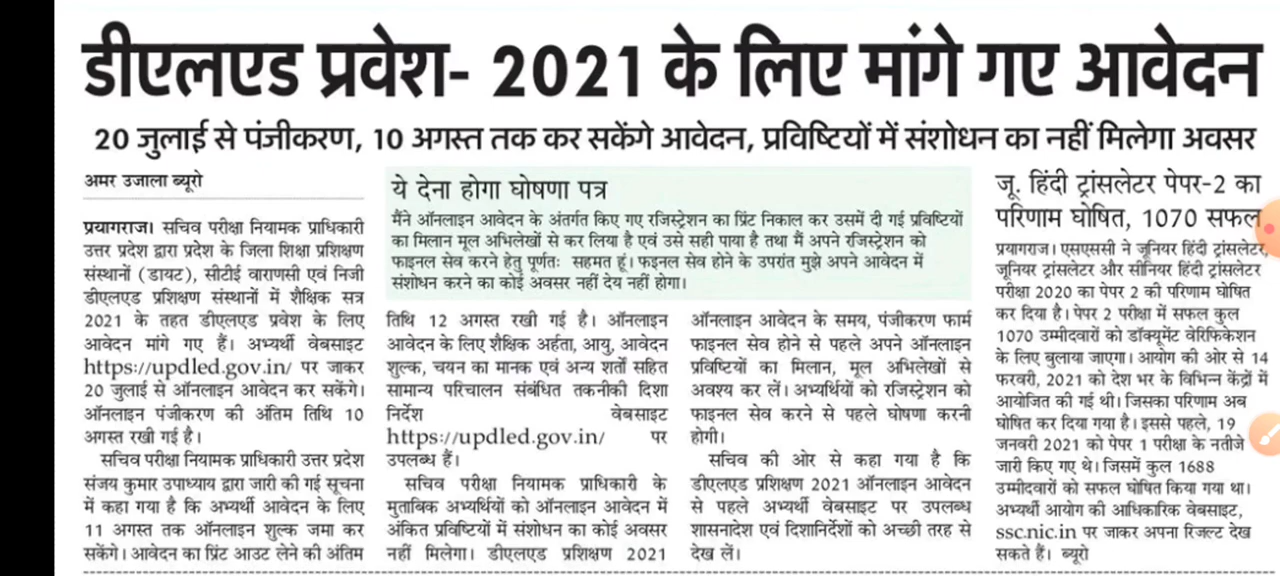 डीएलएड प्रवेश- 2021 के लिए मांगे गए आवेदन
20 जुलाई से पंजीकरण, 10 अगस्त तक कर सकेंगे आवेदन, प्रविष्टियों में संशोधन का नहीं मिलेगा अवसर
अमर उजाला ब्यूरो
प्रयागराज। सचिव परीक्षा नियामक प्राधिकारी
उत्तर प्रदेश द्वारा प्रदेश के जिला शिक्षा प्रशिक्षण
संस्थानों (डायट), सीटीई वाराणसी एवं निजी
डीएलएड प्रशिक्षण संस्थानों में शैक्षिक सत्र
2021 के तहत डीएलएड प्रवेश के लिए
आवेदन मांगे गए हैं। अभ्यर्थी वेबसाइट
https://updled.gov.in/ पर जाकर
20 जुलाई से ऑनलाइन आवेदन कर सकेंगे।
ऑनलाइन पंजीकरण की अंतिम तिथि 10
अगस्त रखी गई है।
सचिव परीक्षा नियामक प्राधिकारी उत्तर प्रदेश
संजय कुमार उपाध्याय द्वारा जारी की गई सूचना
में कहा गया है कि अभ्यर्थी आवेदन के लिए
11 अगस्त तक ऑनलाइन शुल्क जमा कर
सकेंगे। आवेदन का प्रिंट आउट लेने की अंतिम
ये देना होगा घोषणा पत्र
मैंने ऑनलाइन आवेदन के अंतर्गत किए गए रजिस्ट्रेशन का प्रिंट निकाल कर उसमें दी गई प्रविष्टियों
का मिलान मूल अभिलेखों से कर लिया है एवं उसे सही पाया है तथा मैं अपने रजिस्ट्रेशन को
फाइनल सेव करने हेतु पूर्णतः सहमत हूं। फइनल सेव होने के उपरांत मुझे अपने आवेदन में
संशोधन करने का कोई अवसर नहीं देय नहीं होगा।
तिथि 12 अगस्त रखी गई है। ऑनलाइन
आवेदन के लिए शैक्षिक अर्हता, आयु, आवेदन
शुल्क, चयन का मानक एवं अन्य शर्तों सहित
सामान्य परिचालन संबंधित तकनीकी दिशा
निर्देश वेबसाइट
https://updled.gov.in/ पर
उपलब्ध हैं।
सचिव परीक्षा नियामक प्राधिकारी के
मुताबिक अभ्यर्थियों को ऑनलाइन आवेदन में
अंकित प्रविष्टियों में संशोधन का कोई अवसर
नहीं मिलेगा। डीएलएड प्रशिक्षण 2021
ऑनलाइन आवेदन के समय, पंजीकरण फार्म
फाइनल सेव होने से पहले अपने ऑनलाइन
प्रविष्टियों का मिलान, मूल अभिलेखों से
अवश्य कर लें। अभ्यर्थियों को रजिस्ट्रेशन को
फाइनल सेव करने से पहले घोषणा करनी
होगी।
सचिव की ओर से कहा गया है कि
डीएलएड प्रशिक्षण 2021 ऑनलाइन आवेदन
से पहले अभ्यर्थी वेबसाइट पर उपलब्ध
शासनादेश एवं दिशानिर्देशों को अच्छी तरह से
देख लें।
जू. हिंदी ट्रांसलेटर पेपर-2 का
परिणाम घोषित, 1070 सफल
प्रयागराज। एसएससी ने जूनियर हिंदी ट्रांसलेटर,
जूनियर ट्रांसलेटर और सीनियर हिंदी ट्रांसलेटर
परीक्षा 2020 का पेपर 2 की परिणाम घोषित
कर दिया है। पेपर 2 परीक्षा में सफल कुल
1070 उम्मीदवारों को डॉक्यूमेंट वेरिफिकेशन
के लिए बुलाया जाएगा। आयोग की ओर से 14
फरवरी, 2021 को देश भर के विभिन्न केंद्रों में
आयोजित की गई थी। जिसका परिणाम अब
घोषित कर दिया गया है। इससे पहले, 19
जनवरी 2021 को पेपर 1 परीक्षा के नतीजे
जारी किए गए थे। जिसमें कुल 1688
उम्मीदवारों को सफल घोषित किया गया था।
अभ्यर्थी आयोग की आधिकारिक वेबसाइट,
ssc.nic.in पर जाकर अपना रिजल्ट देख
सकते हैं। ब्यूरो